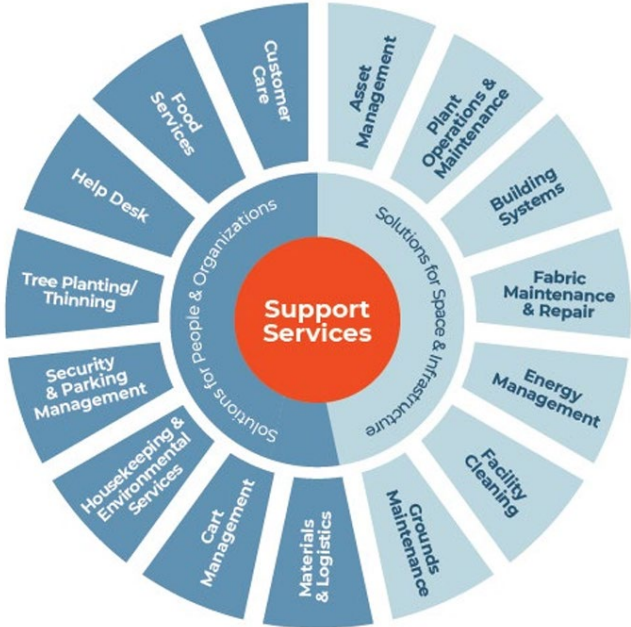 Support
Services
Solutions for People & Organizations
Solutions for Space & Infrastructure
Asset
Management
Plant
Operations &
Maintenance
Building
Systems
Fabric
Maintenance
& Repair
Energy
Management
Facility
Cleaning
Grounds
Maintenance
Materials
& Logistics
Cart
Management
Housekeeping &
Environmental
Services
Security
& Parking
Management
Tree Planting/
Thinning
Help Desk
Food
Services
Customer
Care